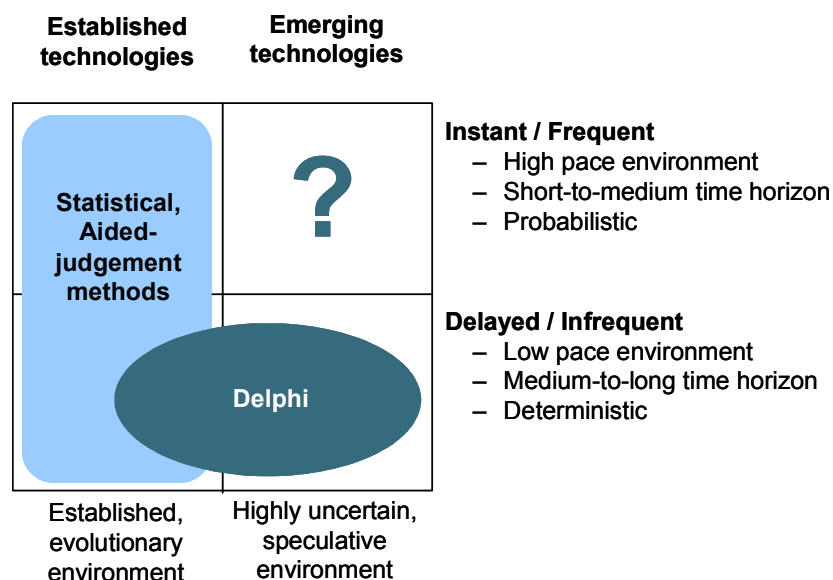 Established
technologies
Emerging
technologies
Statistical,
Aided-
judgement
methods
?
Instant / Frequent
– High pace environment
– Short-to-medium time horizon
– Probabilistic
Delphi
Delayed / Infrequent
– Low pace environment
– Medium-to-long time horizon
– Deterministic
Established,
evolutionary
environment
Highly uncertain,
speculative
environment